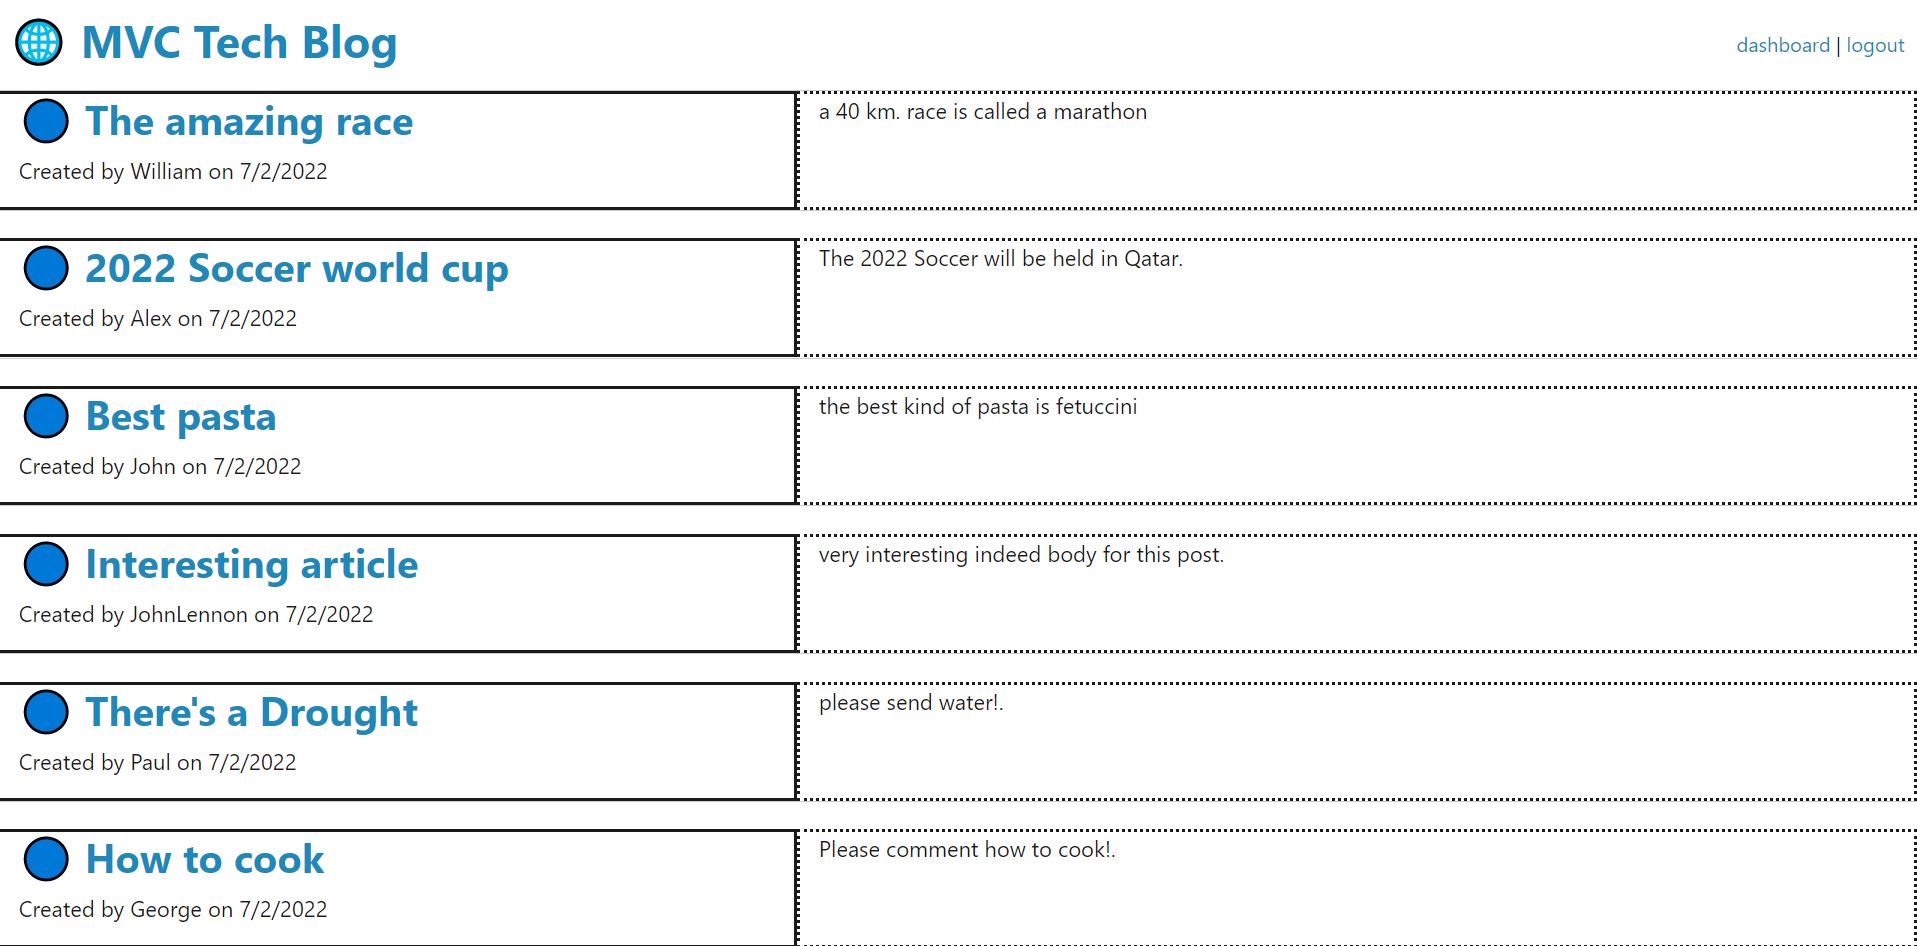 MVC Tech Blog
dashboard | logout
The amazing race
Created by William on 7/2/2022
a 40 km. race is called a marathon
2022 Soccer world cup
Created by Alex on 7/2/2022
The 2022 Soccer will be held in Qatar.
Best pasta
Created by John on 7/2/2022
the best kind of pasta is fetuccini
Interesting article
Created by JohnLennon on 7/2/2022
very interesting indeed body for this post.
There's a Drought
Created by Paul on 7/2/2022
please send water!.
How to cook
Created by George on 7/2/2022
Please comment how to cook!.